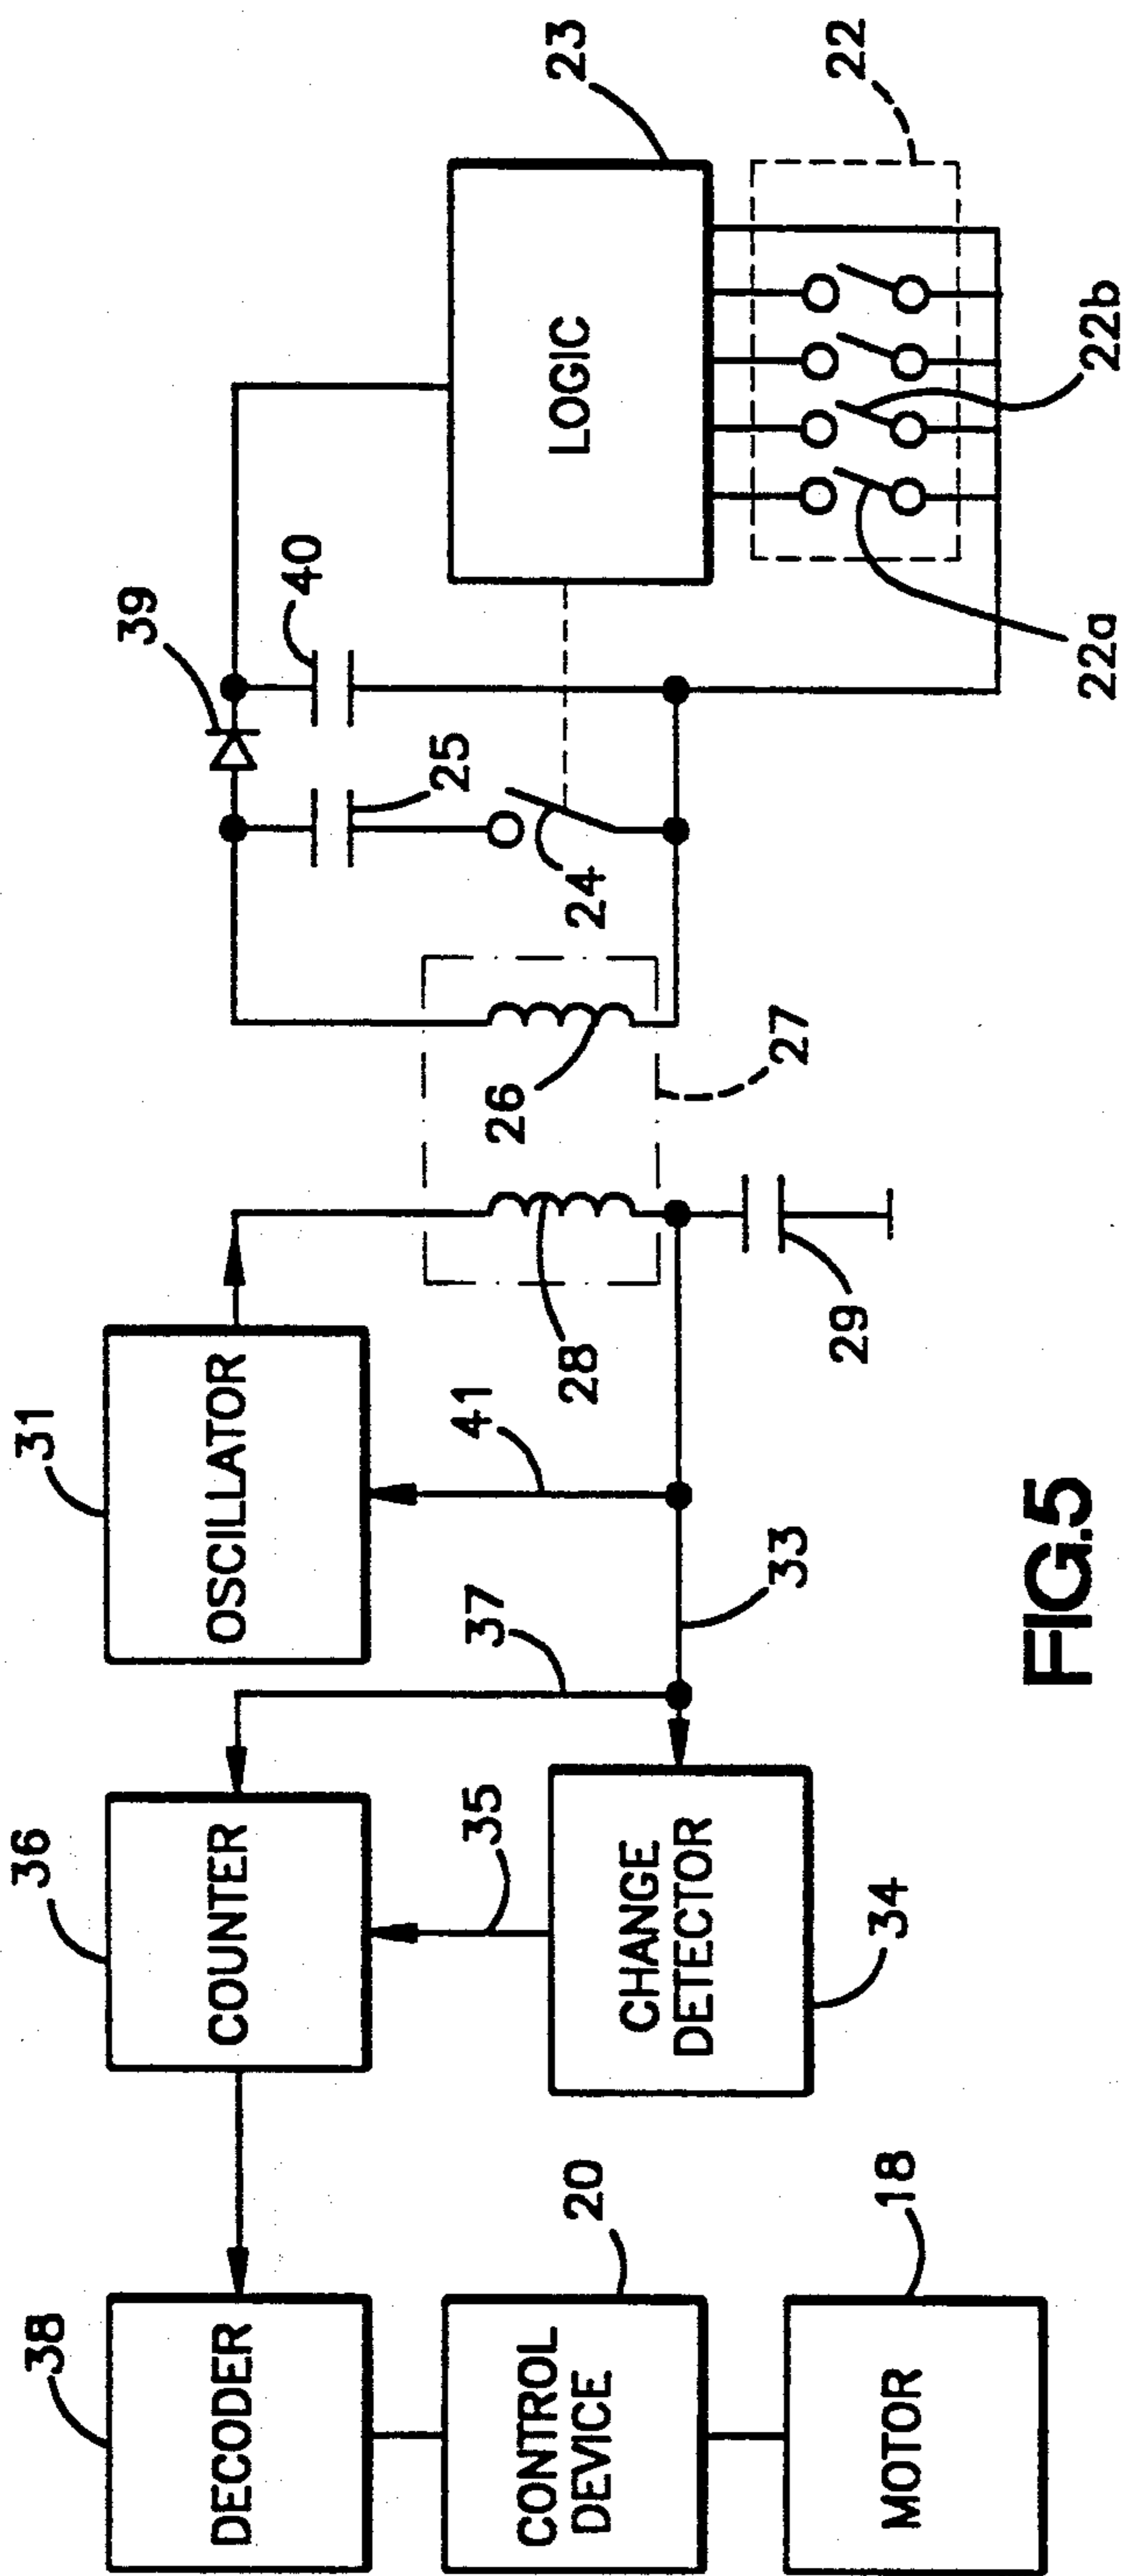 31
OSCILLATOR
36
COUNTER
38
DECODER
37
41
35
33
CHANGE
DETECTOR
34
20
CONTROL
DEVICE
18
MOTOR
28
29
26
27
39
25
24
40
23
LOGIC
22
22a
22b
FIG.5